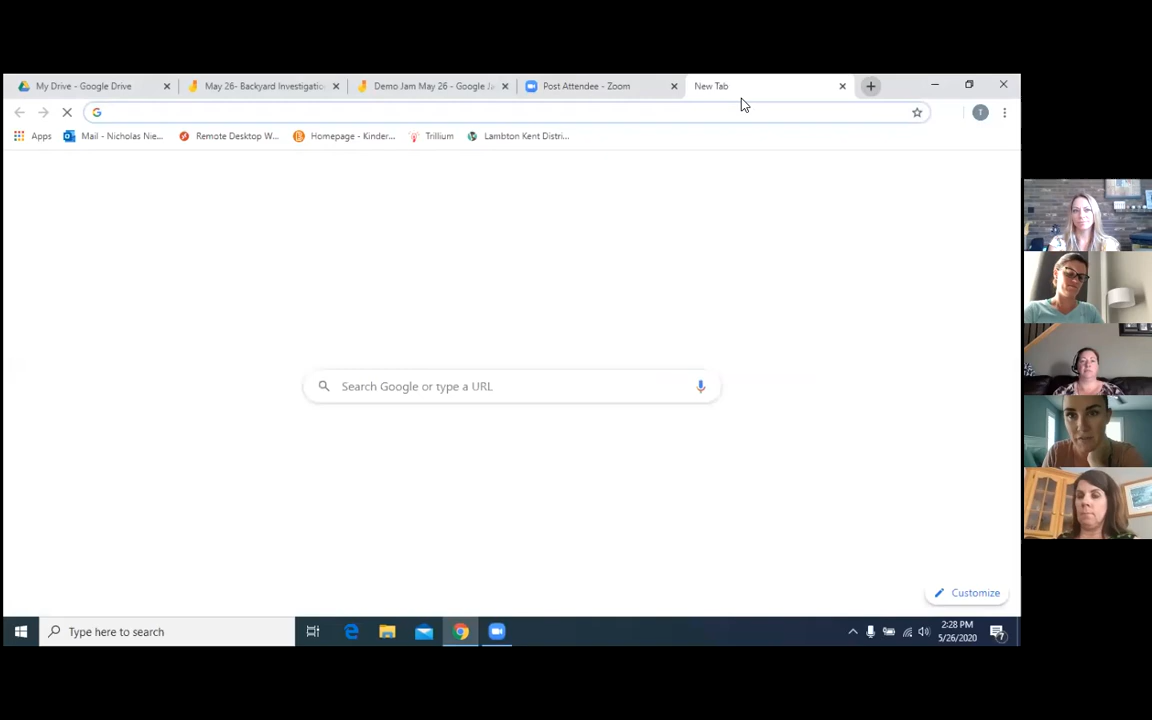 My Drive - Google Drive
May 26- Backyard Investigatio
Demo Jam May 26 - Google Ja
Post Attendee - Zoom
New Tab
Apps
Mail - Nicholas Nie...
Remote Desktop W...
Homepage - Kinder...
Trillium
Lambton Kent Distri...
T
Search Google or type a URL
Customize
Type here to search
2:28 PM
5/26/2020
7